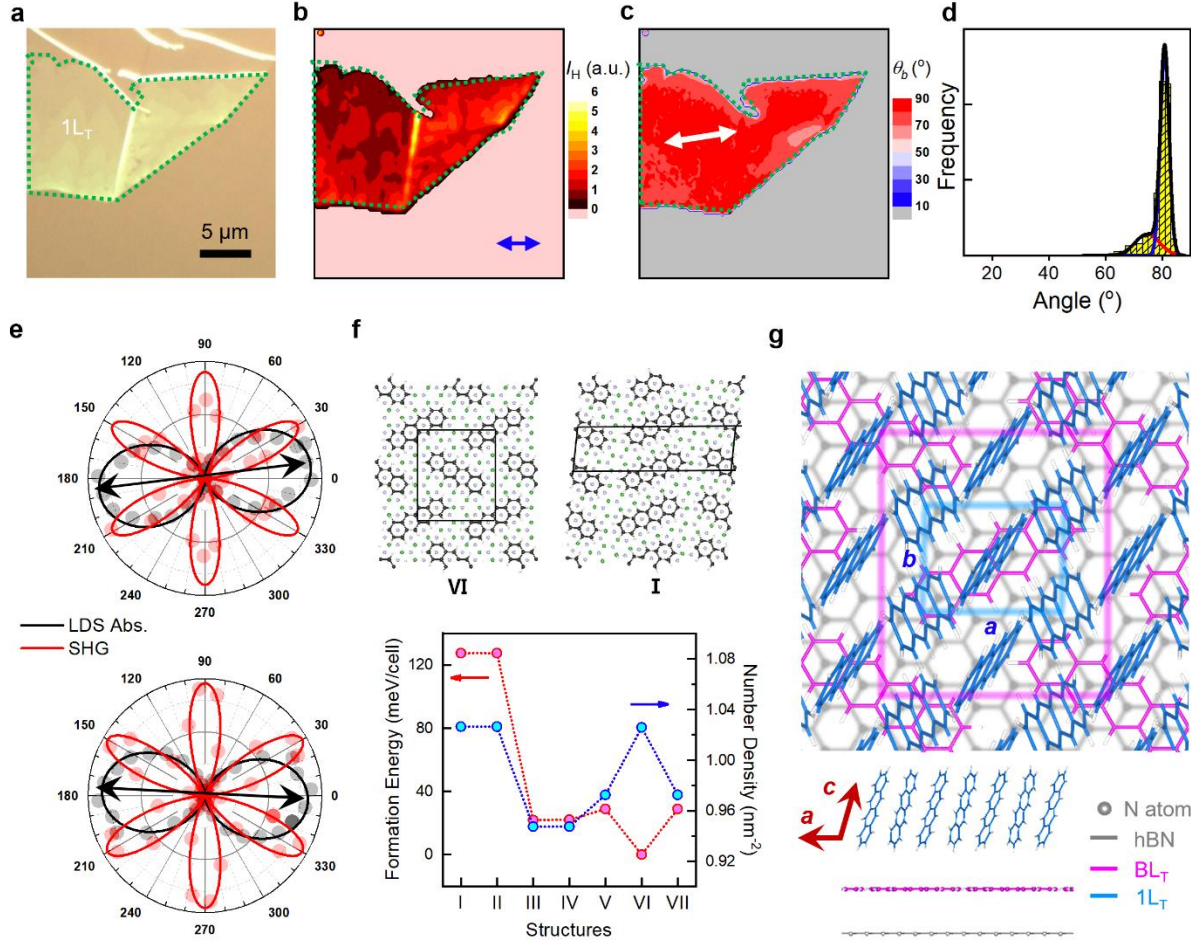 a
1L_T
5 μm
b
I_H (a.u.)
6
5
4
3
2
1
0
c
θ_b (°)
90
70
50
30
10
d
Frequency
20 40 60 80
Angle (°)
e
90
120 60
150 30
180 0
210 330
240 300
270
LDS Abs.
SHG
90
120 60
150 30
180 0
210 330
240 300
270
f
VI I
Formation Energy (meV/cell)
120
80
40
0
1.08
1.04
1.00
0.96
0.92
Number Density (nm⁻²)
I II III IV V VI VII
Structures
g
b
a
c
a
N atom
hBN
BL_T
1L_T